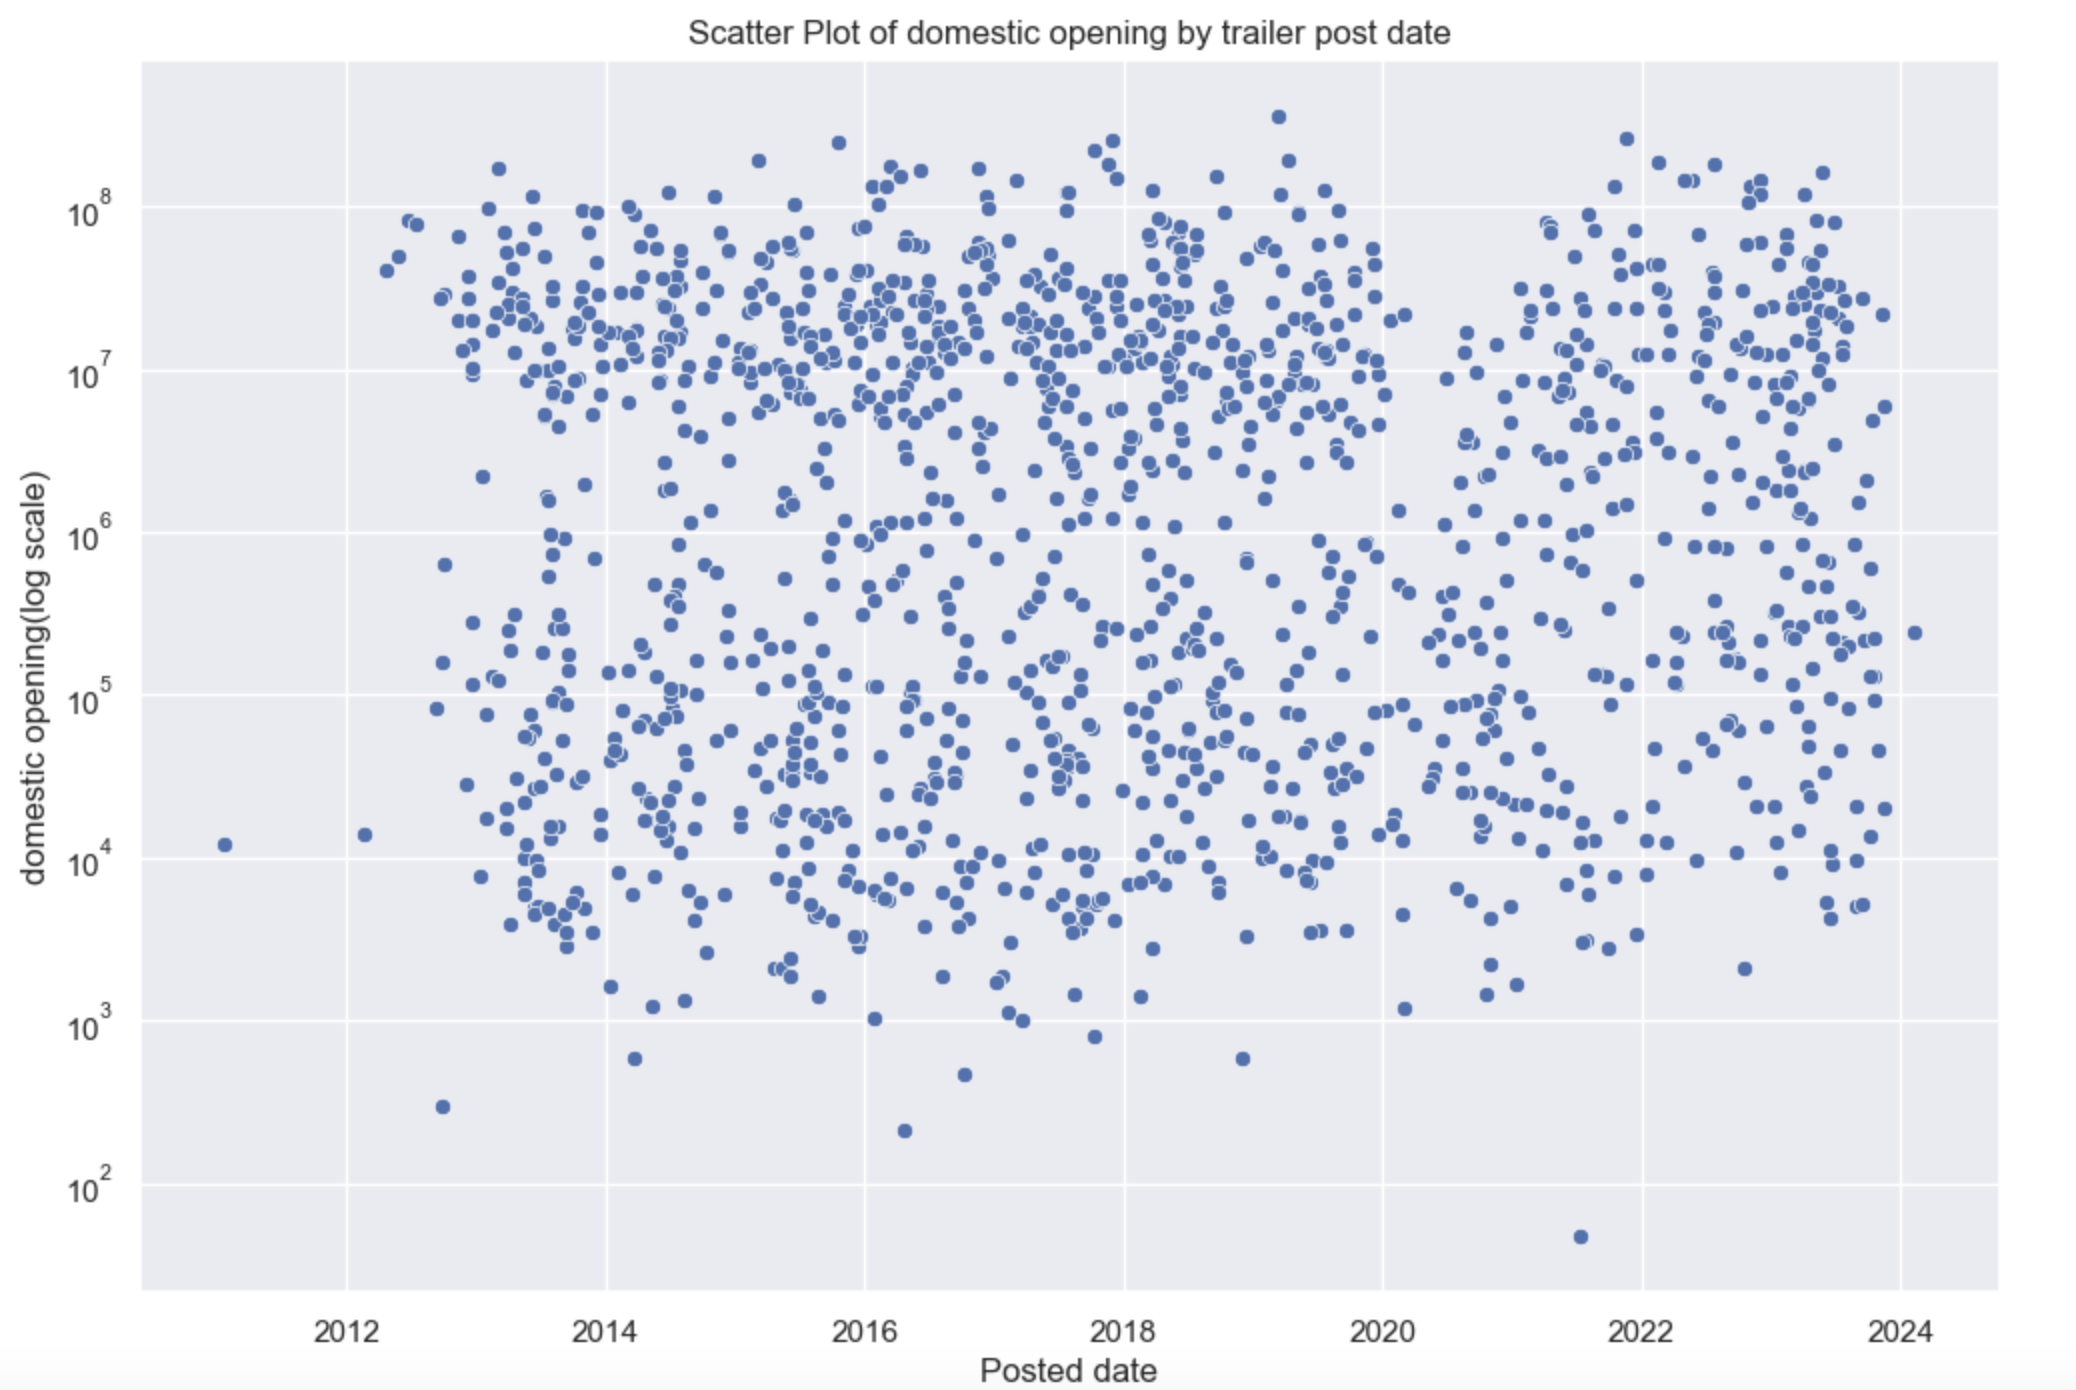 Scatter Plot of domestic opening by trailer post date
domestic opening(log scale)
10^8
10^7
10^6
10^5
10^4
10^3
10^2
2012 2014 2016 2018 2020 2022 2024
Posted date